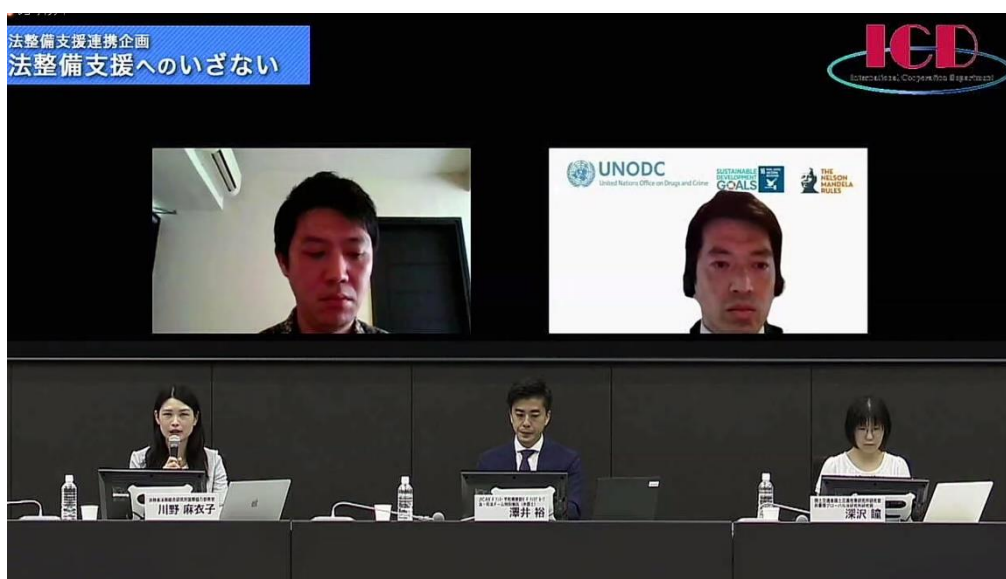 法整備支援連携企画
法整備支援へのいざない
ICD
International Cooperation Department
UNODC
United Nations Office on Drugs and Crime
SUSTAINABLE
DEVELOPMENT
GOALS
16
THE
NELSON
MANDELA
RULES
川野 麻衣子
澤井 裕
深沢 瞳